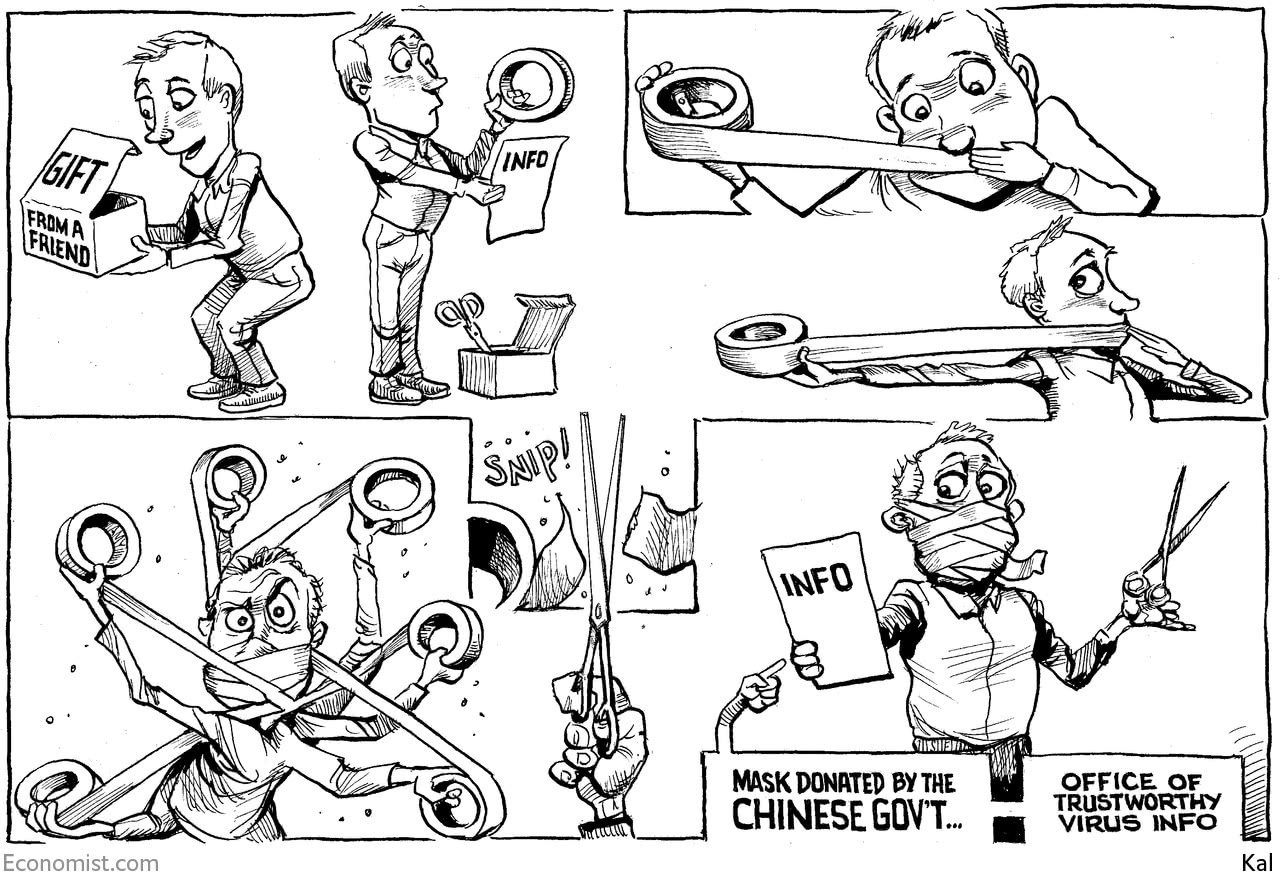 GIFT
FROM A
FRIEND
INFO
SNIP!
INFO
MASK DONATED BY THE
CHINESE GOV'T...
OFFICE OF
TRUSTWORTHY
VIRUS INFO
Economist.com
Kal